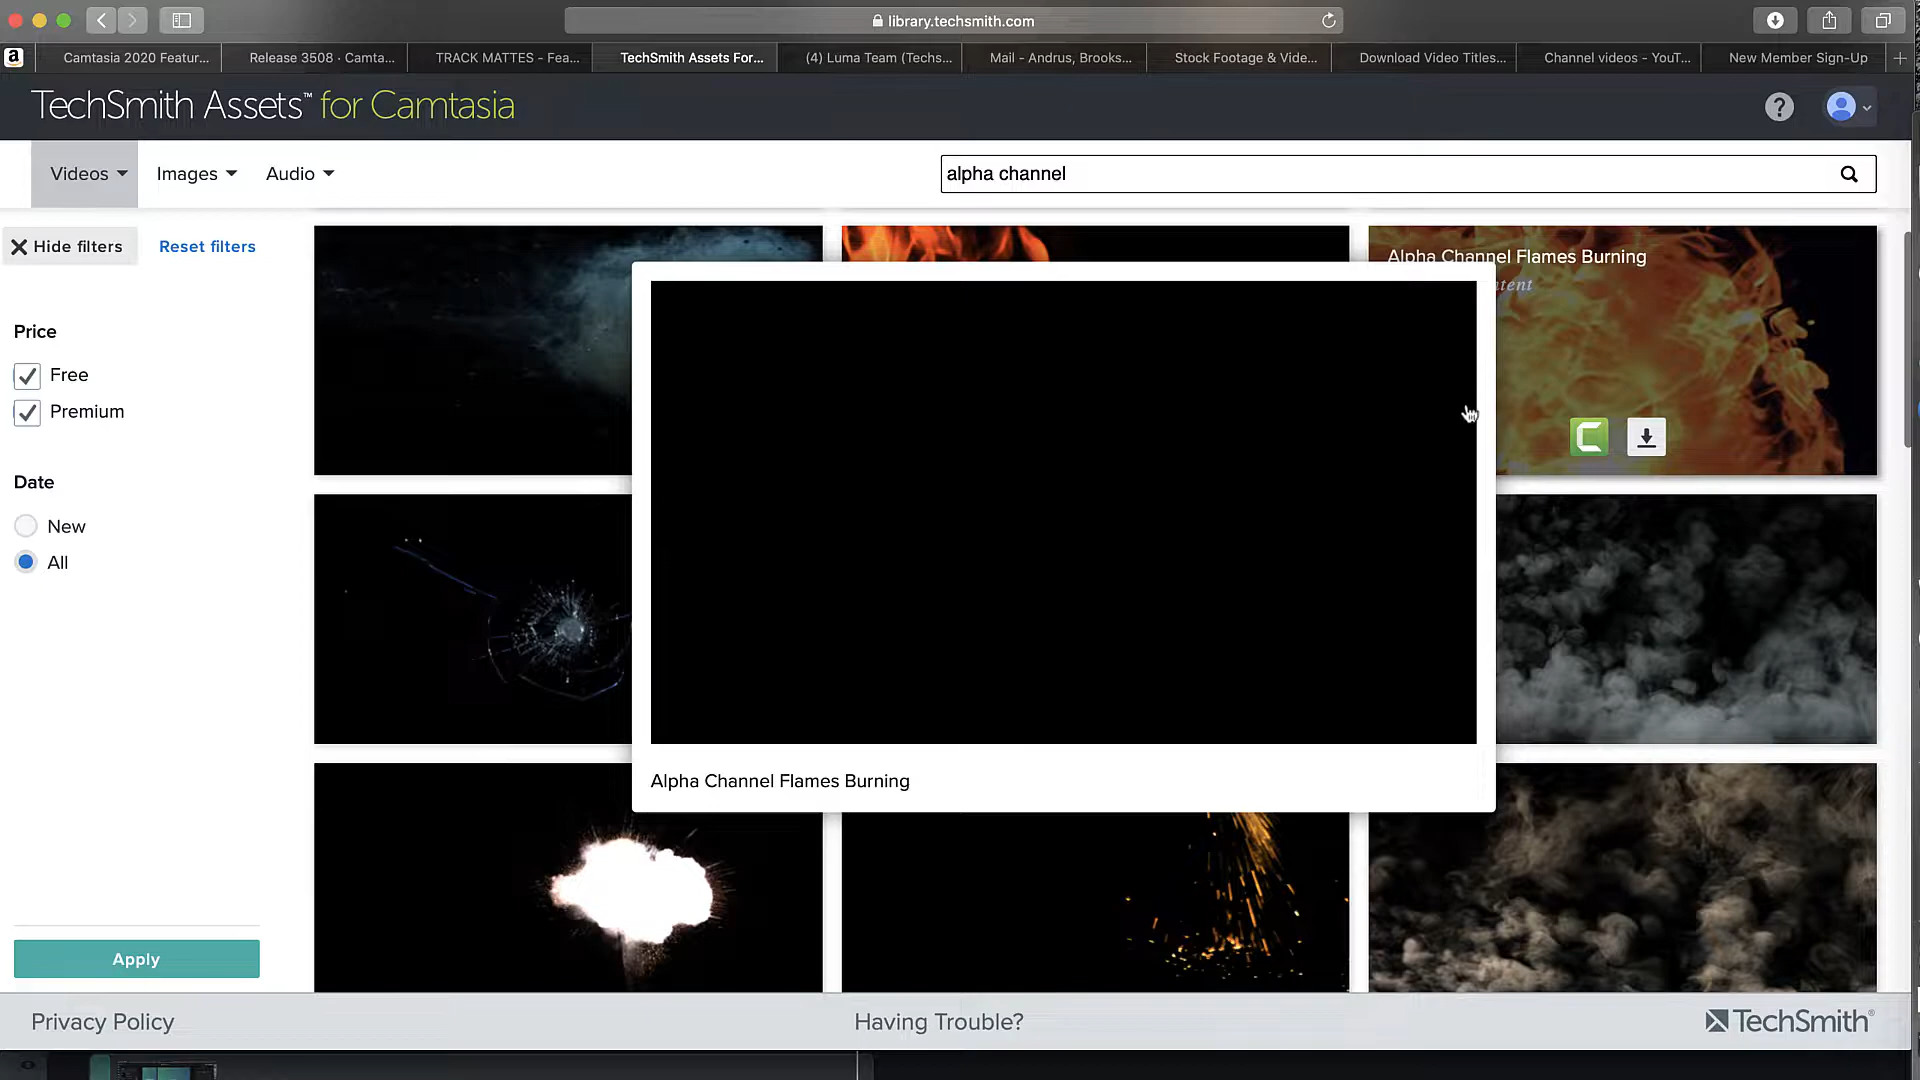 library.techsmith.com
a
Camtasia 2020 Featur...
Release 3508 · Camta...
TRACK MATTES - Fea...
TechSmith Assets For...
(4) Luma Team (Techs...
Mail - Andrus, Brooks...
Stock Footage & Vide...
Download Video Titles...
Channel videos - YouT...
New Member Sign-Up
TechSmith Assets™ for Camtasia
?
Videos
Images
Audio
alpha channel
Hide filters
Reset filters
Alpha Channel Flames Burning
ntent
Price
Free
Premium
Date
New
All
C
Alpha Channel Flames Burning
Apply
Privacy Policy
Having Trouble?
TechSmith®